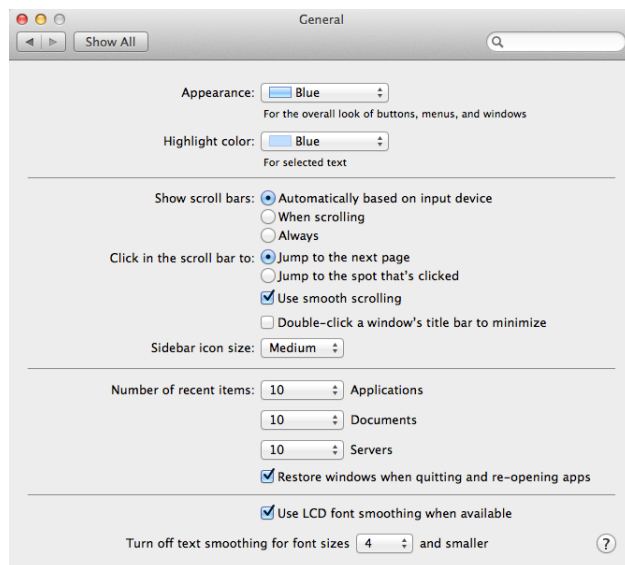 General
Show All
Appearance: Blue
For the overall look of buttons, menus, and windows
Highlight color: Blue
For selected text
Show scroll bars: Automatically based on input device
When scrolling
Always
Click in the scroll bar to: Jump to the next page
Jump to the spot that's clicked
Use smooth scrolling
Double-click a window's title bar to minimize
Sidebar icon size: Medium
Number of recent items: 10 Applications
10 Documents
10 Servers
Restore windows when quitting and re-opening apps
Use LCD font smoothing when available
Turn off text smoothing for font sizes 4 and smaller ?